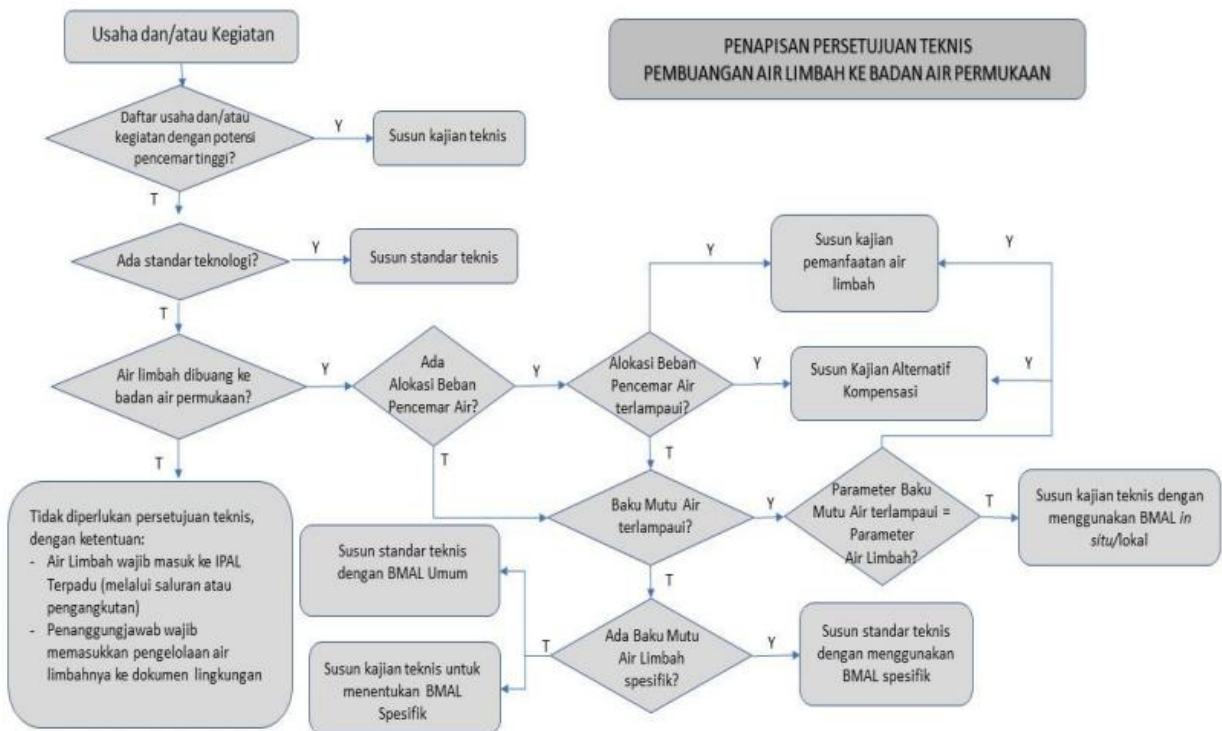 Usaha dan/atau Kegiatan
PENAPISAN PERSETUJUAN TEKNIS
PEMBUANGAN AIR LIMBAH KE BADAN AIR PERMUKAAN
Daftar usaha dan/atau
kegiatan dengan potensi
pencemar tinggi?
Y
Susun kajian teknis
T
Ada standar teknologi?
Y
Susun standar teknis
T
Air limbah dibuang ke
badan air permukaan?
Y
Ada
Alokasi Beban
Pencemar Air?
Y
Alokasi Beban
Pencemar Air
terlampaui?
Y
Susun kajian
pemanfaatan air
limbah
Y
Y
Susun Kajian Alternatif
Kompensasi
Y
T
Tidak diperlukan persetujuan teknis,
dengan ketentuan:
- Air Limbah wajib masuk ke IPAL
Terpadu (melalui saluran atau
pengangkutan)
- Penanggungjawab wajib
memasukkan pengelolaan air
limbahnya ke dokumen lingkungan
T
T
Baku Mutu Air
terlampaui?
Y
Parameter Baku
Mutu Air terlampaui =
Parameter
Air Limbah?
T
Susun kajian teknis dengan
menggunakan BMAL in
situ/lokal
T
Ada Baku Mutu
Air Limbah
spesifik?
Y
Susun standar teknis
dengan menggunakan
BMAL spesifik
T
Susun standar teknis
dengan BMAL Umum
Susun kajian teknis untuk
menentukan BMAL
Spesifik